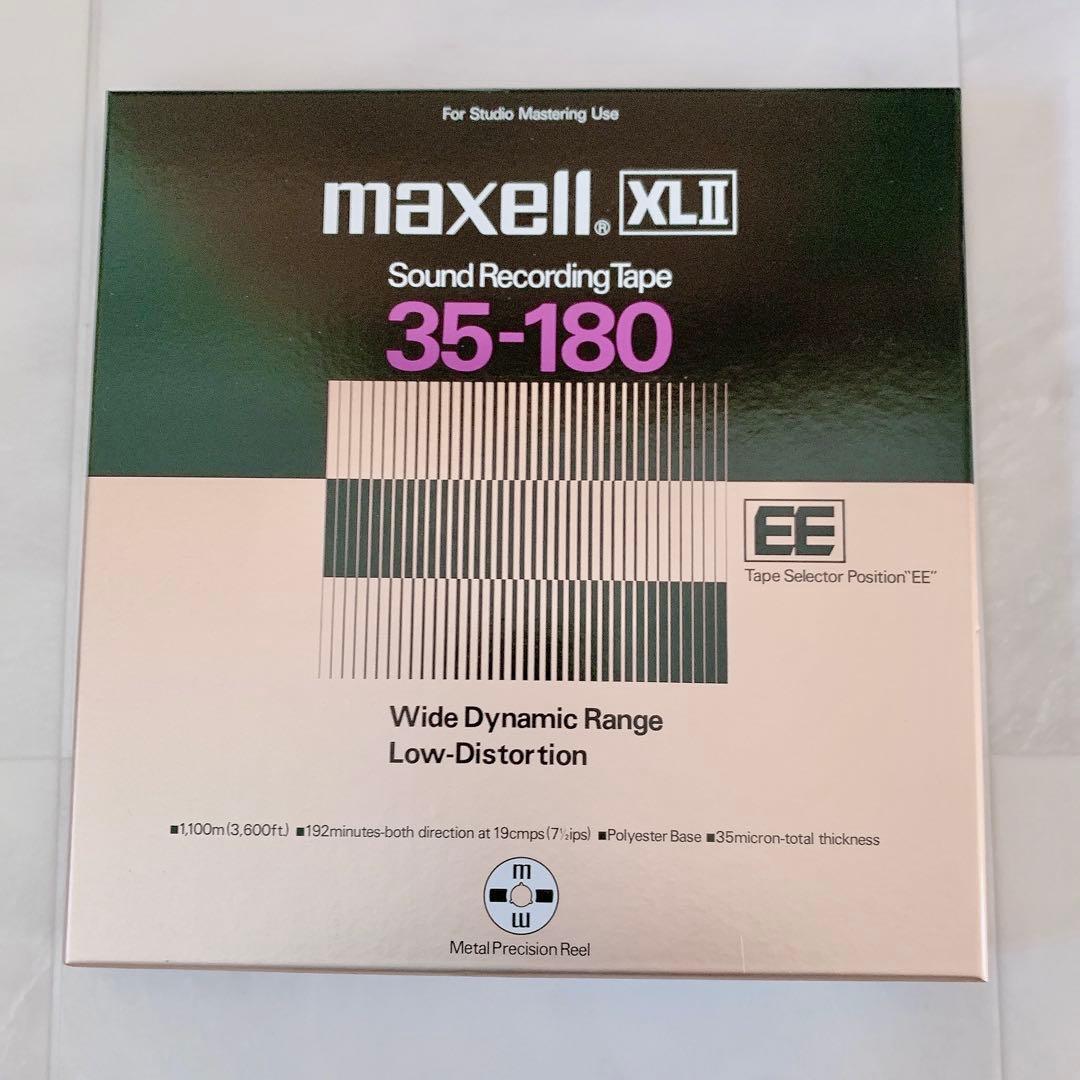 For Studio Mastering Use
maxell® XLII
Sound Recording Tape
35-180
EE
Tape Selector Position"EE"
Wide Dynamic Range
Low-Distortion
■1,100m(3,600ft.) ■192minutes-both direction at 19cmps(7½ips) ■Polyester Base ■35micron-total thickness
m
m
Metal Precision Reel